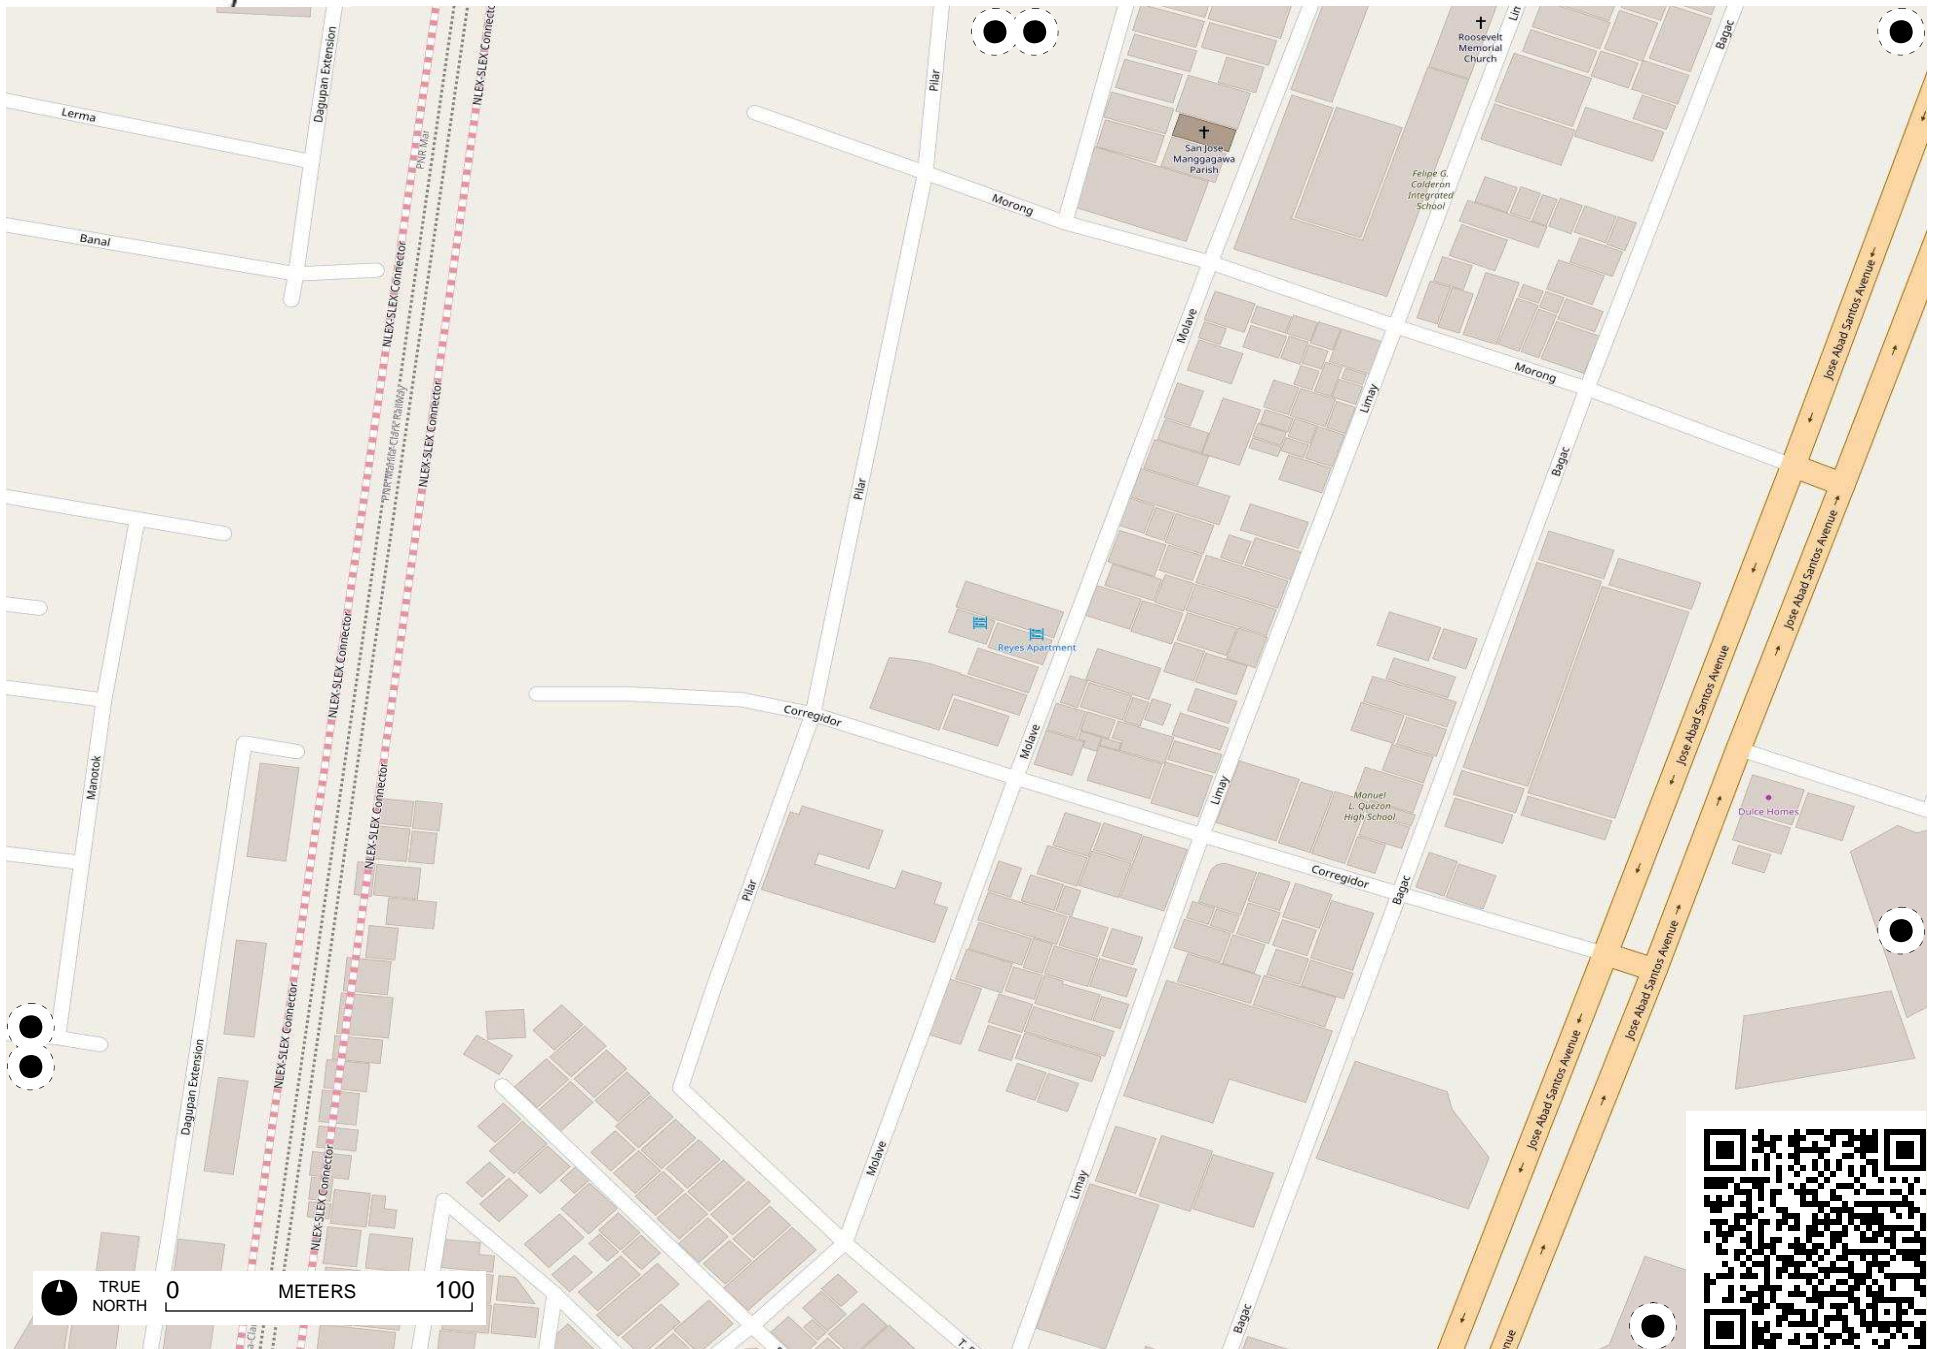 Dagupan Extension
NLEX-SLEX Connector
Pilar
Roosevelt
Memorial
Church
Bagac
Lerma
PNR Mai
San Jose
Manggagawa
Parish
Felipe G.
Calderon
Integrated
School
Morong
Banal
NLEX-SLEX Connector
Molave
Jose Abad Santos Avenue
Morong
Limay
NLEX-SLEX Connector
Pilar
Bagac
Jose Abad Santos Avenue
NLEX-SLEX Connector
Reyes Apartment
Corregidor
Molave
Jose Abad Santos Avenue
Manotok
NLEX-SLEX Connector
Limay
Manuel
L. Quezon
High School
Dulce Homes
Pilar
Corregidor
Bagac
NLEX-SLEX Connector
Jose Abad Santos Avenue
Dagupan Extension
Jose Abad Santos Avenue
Molave
Limay
NLEX-SLEX Connector
TRUE
NORTH
0 METERS 100
Bagac